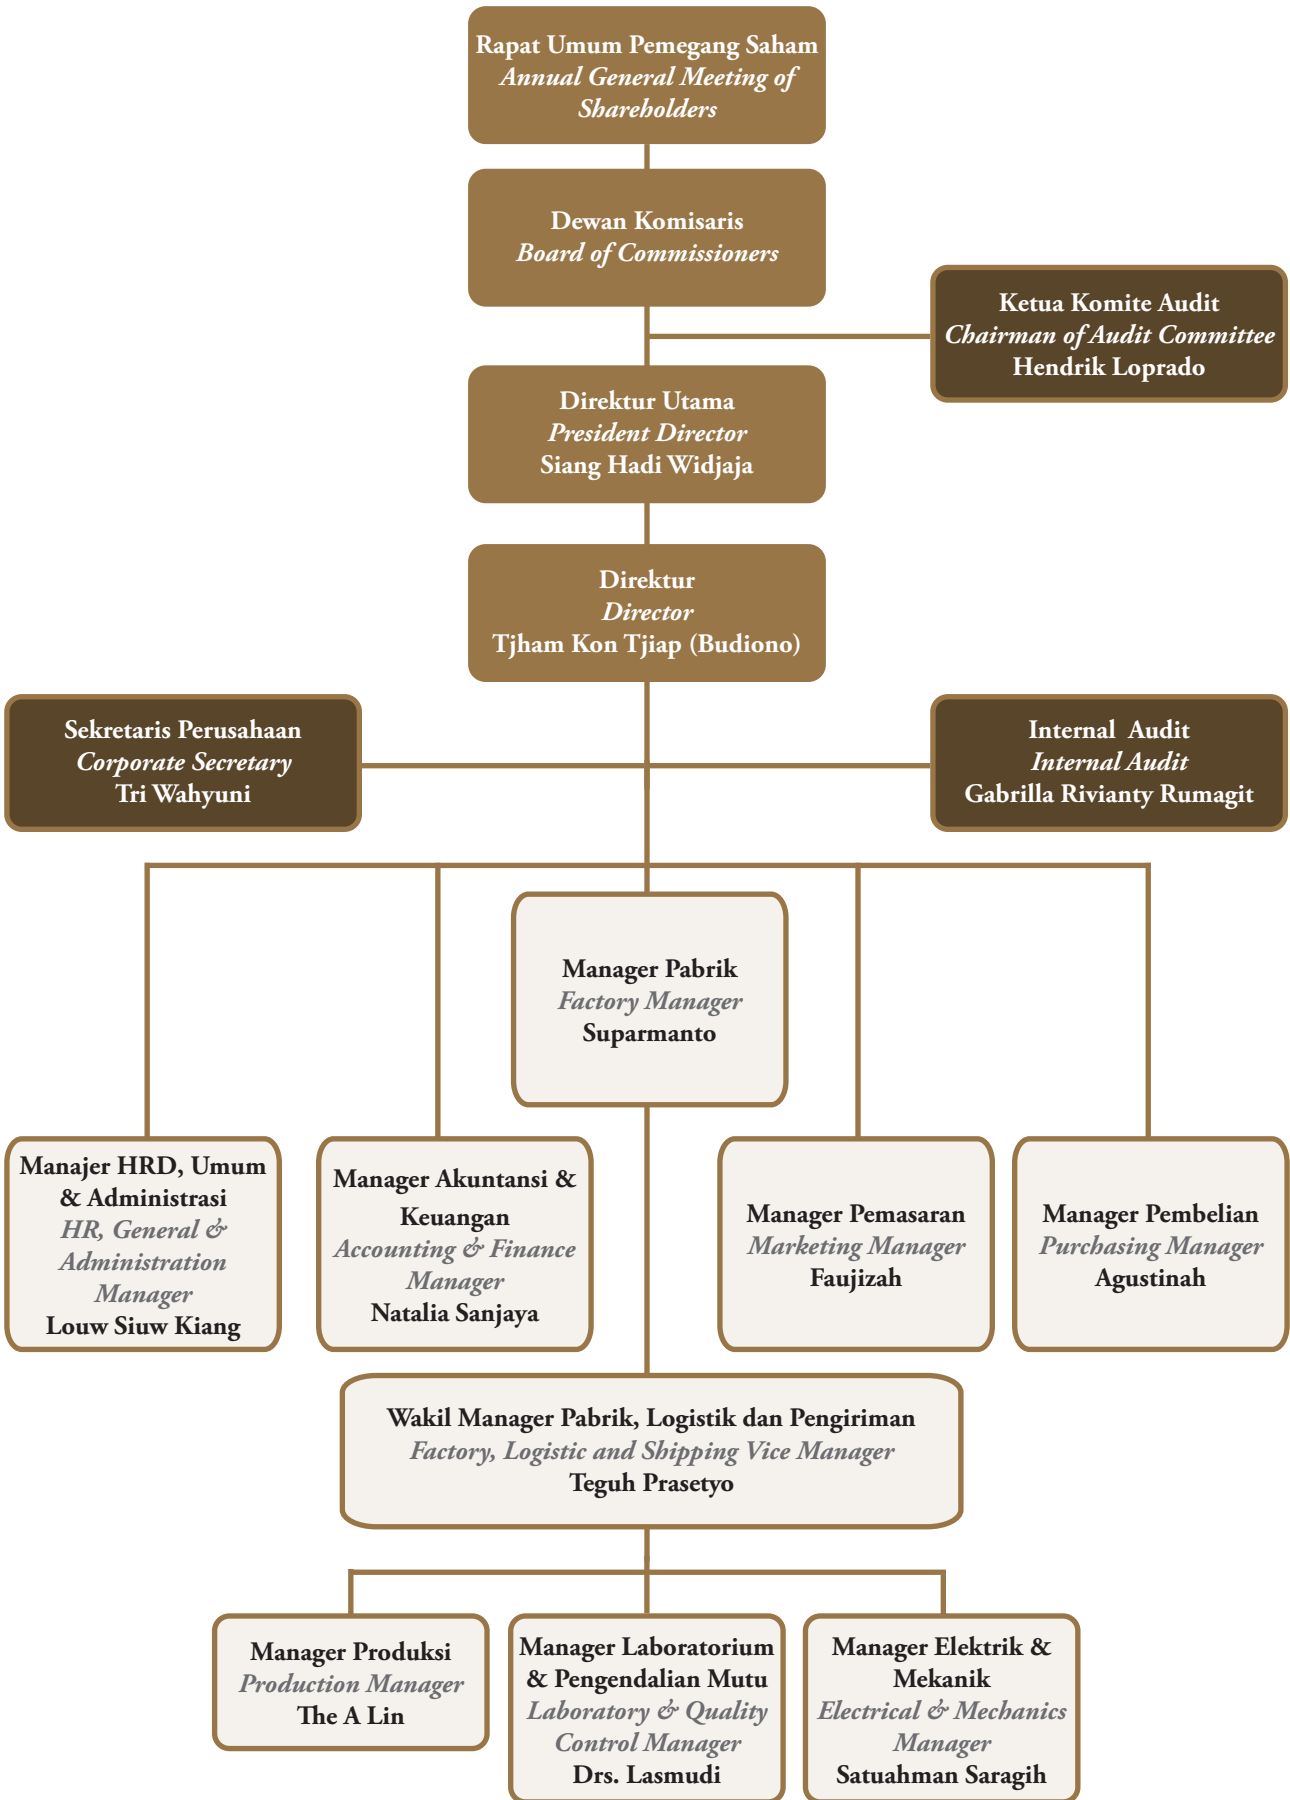 Rapat Umum Pemegang Saham
Annual General Meeting of
Shareholders
Dewan Komisaris
Board of Commissioners
Ketua Komite Audit
Chairman of Audit Committee
Hendrik Loprado
Direktur Utama
President Director
Siang Hadi Widjaja
Direktur
Director
Tjham Kon Tjiap (Budiono)
Sekretaris Perusahaan
Corporate Secretary
Tri Wahyuni
Internal Audit
Internal Audit
Gabrilla Rivianty Rumagit
Manager Pabrik
Factory Manager
Suparmanto
Manajer HRD, Umum
& Administrasi
HR, General &
Administration
Manager
Louw Siuw Kiang
Manager Akuntansi &
Keuangan
Accounting & Finance
Manager
Natalia Sanjaya
Manager Pemasaran
Marketing Manager
Faujizah
Manager Pembelian
Purchasing Manager
Agustinah
Wakil Manager Pabrik, Logistik dan Pengiriman
Factory, Logistic and Shipping Vice Manager
Teguh Prasetyo
Manager Produksi
Production Manager
The A Lin
Manager Laboratorium
& Pengendalian Mutu
Laboratory & Quality
Control Manager
Drs. Lasmudi
Manager Elektrik &
Mekanik
Electrical & Mechanics
Manager
Satuahman Saragih